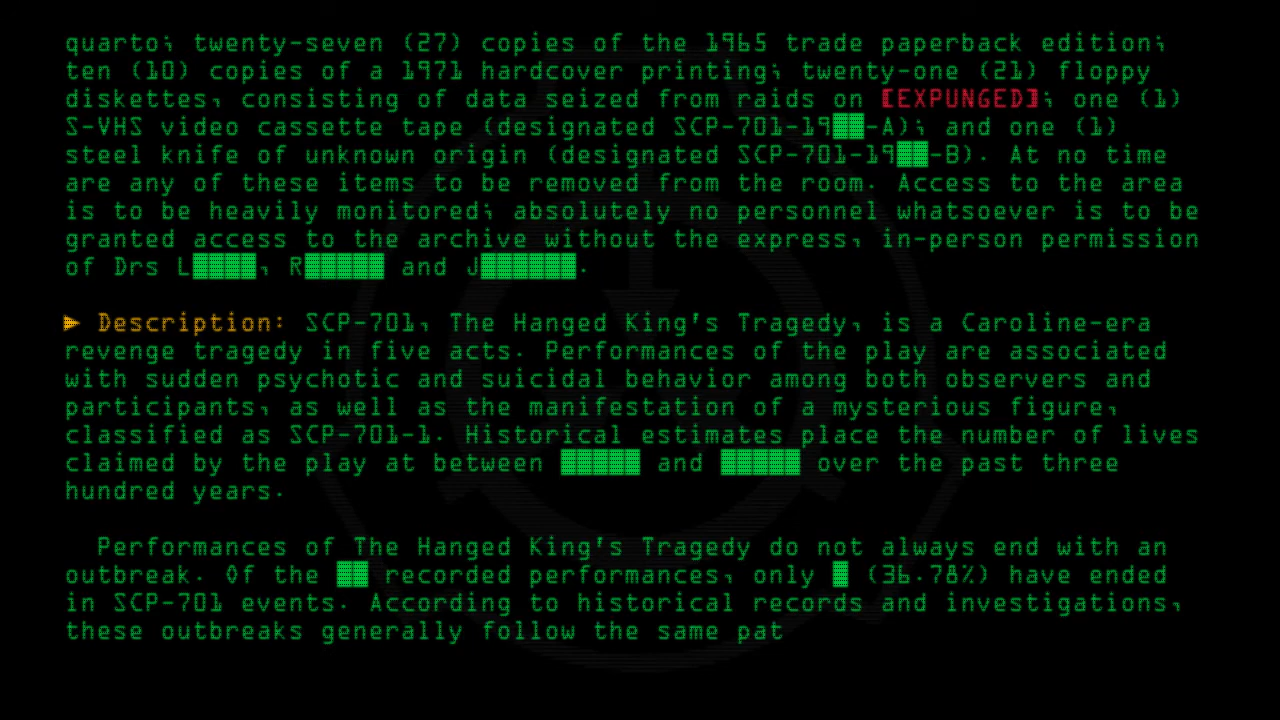 quarto; twenty-seven (27) copies of the 1965 trade paperback edition;
ten (10) copies of a 1971 hardcover printing; twenty-one (21) floppy
diskettes, consisting of data seized from raids on [EXPUNGED]; one (1)
S-VHS video cassette tape (designated SCP-701-19██-A); and one (1)
steel knife of unknown origin (designated SCP-701-19██-B). At no time
are any of these items to be removed from the room. Access to the area
is to be heavily monitored; absolutely no personnel whatsoever is to be
granted access to the archive without the express, in-person permission
of Drs L████, R█████ and J██████.
► Description: SCP-701, The Hanged King's Tragedy, is a Caroline-era
revenge tragedy in five acts. Performances of the play are associated
with sudden psychotic and suicidal behavior among both observers and
participants, as well as the manifestation of a mysterious figure,
classified as SCP-701-1. Historical estimates place the number of lives
claimed by the play at between █████ and █████ over the past three
hundred years.
Performances of The Hanged King's Tragedy do not always end with an
outbreak. Of the ██ recorded performances, only █ (36.78%) have ended
in SCP-701 events. According to historical records and investigations,
these outbreaks generally follow the same pat